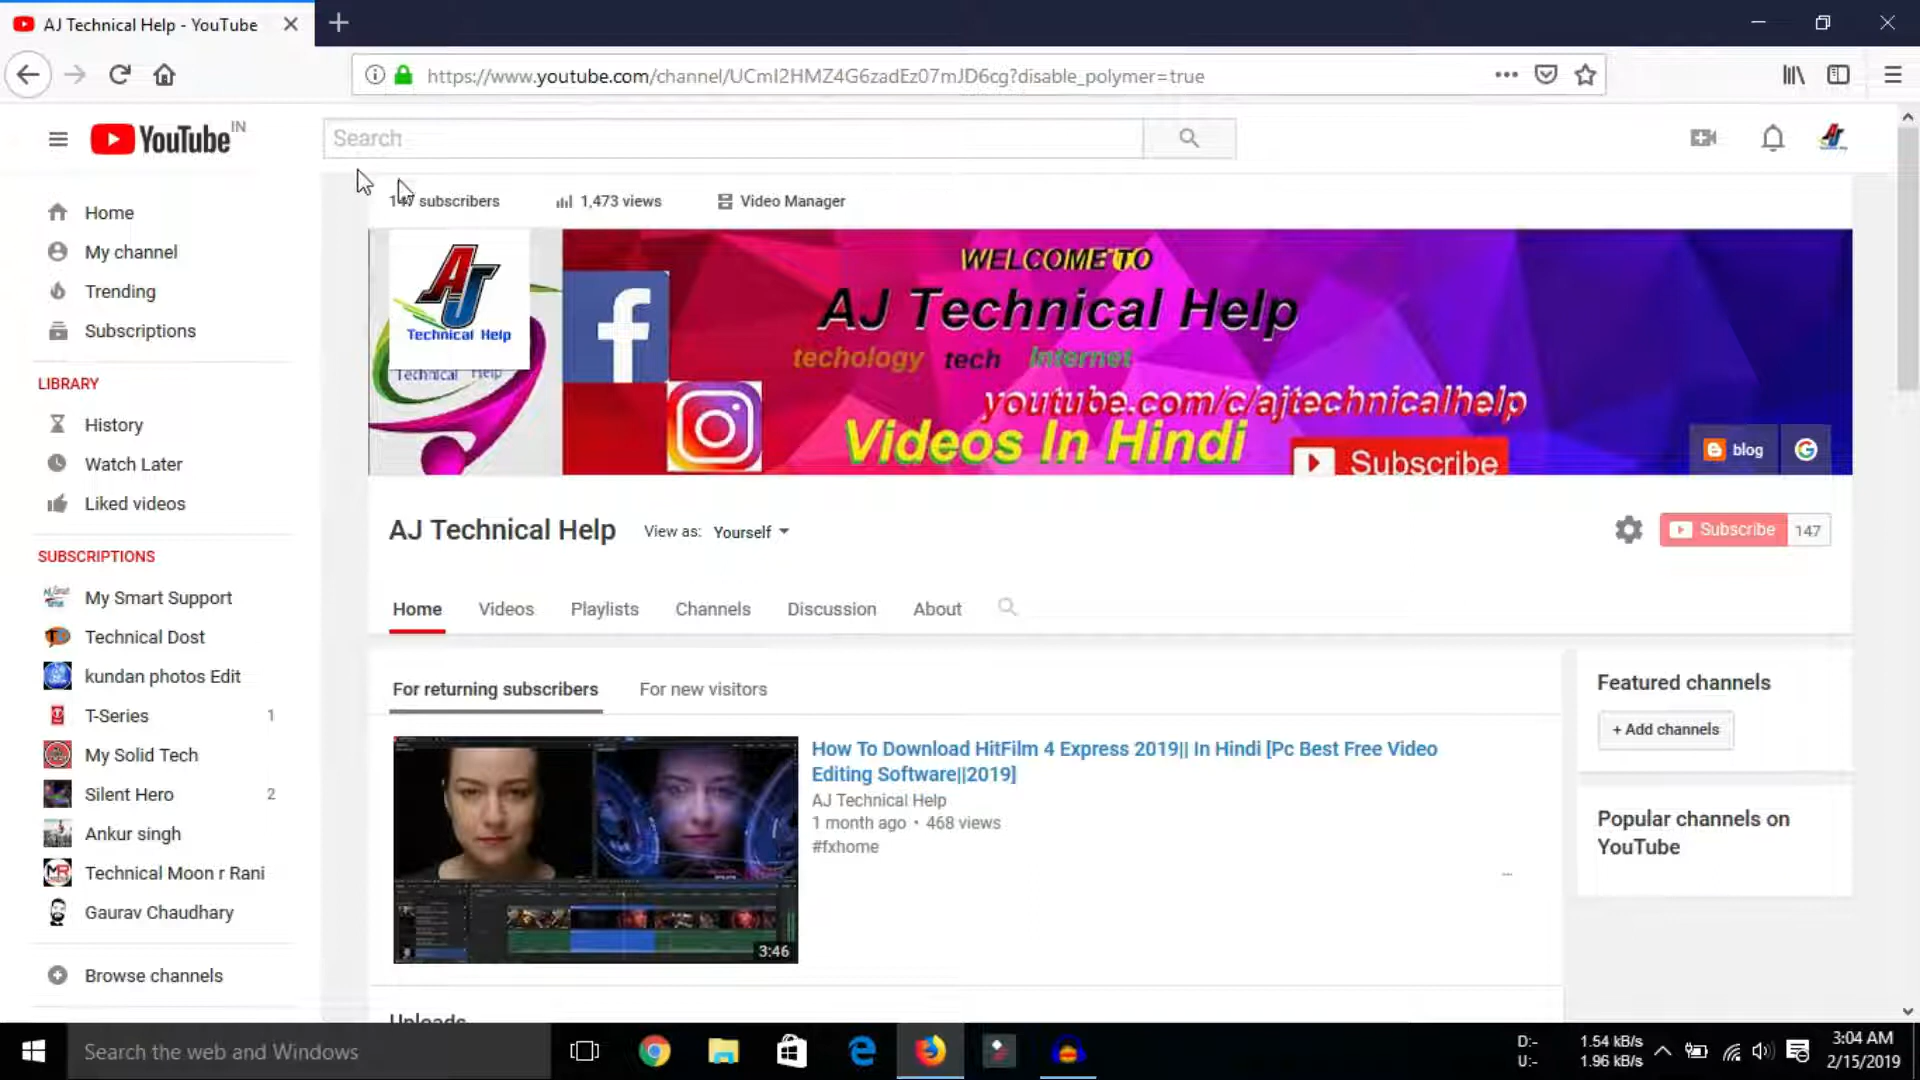 AJ Technical Help - YouTube
https://www.youtube.com/channel/UCmI2HMZ4G6zadEz07mJD6cg?disable_polymer=true
YouTube IN
Search
147 subscribers
1,473 views
Video Manager
Home
My channel
Trending
Subscriptions
LIBRARY
History
Watch Later
Liked videos
SUBSCRIPTIONS
My Smart Support
Technical Dost
kundan photos Edit
T-Series 1
My Solid Tech
Silent Hero 2
Ankur singh
Technical Moon r Rani
Gaurav Chaudhary
Browse channels
AJ
Technical Help
Technical Help
WELCOME TO
AJ Technical Help
techology tech Internet
youtube.com/c/ajtechnicalhelp
Videos In Hindi
Subscribe
blog
AJ Technical Help
View as: Yourself
Subscribe 147
Home Videos Playlists Channels Discussion About
For returning subscribers For new visitors
How To Download HitFilm 4 Express 2019|| In Hindi [Pc Best Free Video
Editing Software||2019]
AJ Technical Help
1 month ago • 468 views
#fxhome
3:46
Uploads
Featured channels
+ Add channels
Popular channels on
YouTube
Search the web and Windows
D:- 1.54 kB/s
U:- 1.96 kB/s
3:04 AM
2/15/2019